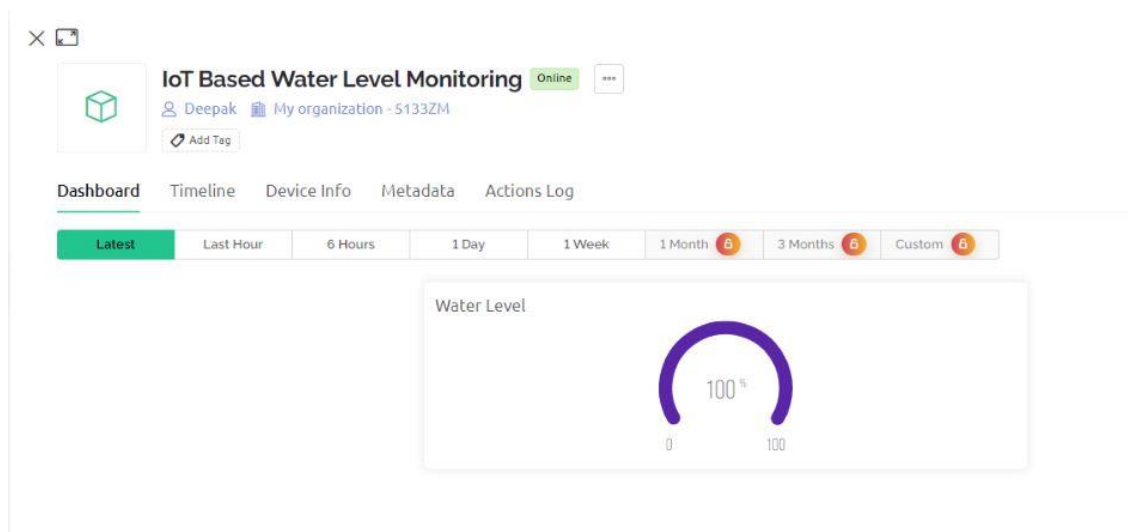 IoT Based Water Level Monitoring Online
Deepak My organization - 5133ZM
Add Tag
Dashboard Timeline Device Info Metadata Actions Log
Latest Last Hour 6 Hours 1 Day 1 Week 1 Month 3 Months Custom
Water Level
100 %
0 100